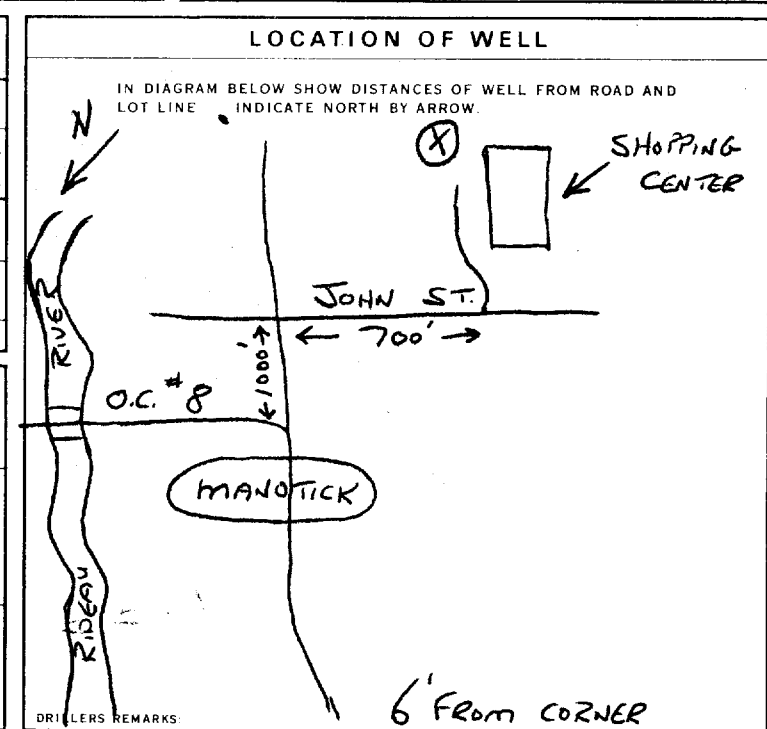 LOCATION OF WELL
IN DIAGRAM BELOW SHOW DISTANCES OF WELL FROM ROAD AND
LOT LINE INDICATE NORTH BY ARROW.
N
X
SHOPPING
CENTER
JOHN ST.
700'
1000'
RIVER
O.C. #8
MANOTICK
RIDEAU
6' FROM CORNER
DRILLERS REMARKS: